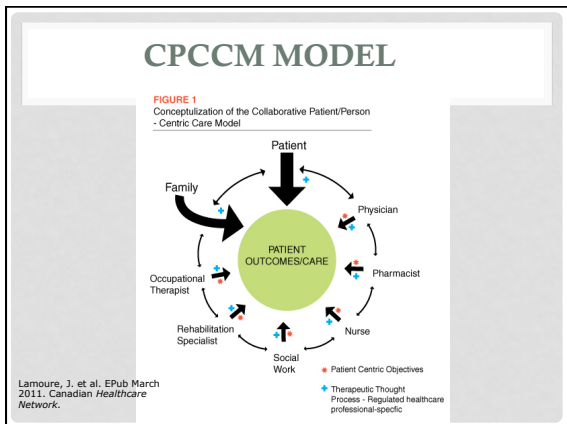 CPCCM MODEL
FIGURE 1
Conceptulization of the Collaborative Patient/Person
- Centric Care Model
Patient
Family
Physician
PATIENT
OUTCOMES/CARE
Pharmacist
Occupational
Therapist
Nurse
Rehabilitation
Specialist
Social
Work
Patient Centric Objectives
Therapeutic Thought
Process - Regulated healthcare
professional-specfic
Lamoure, J. et al. EPub March
2011. Canadian Healthcare
Network.